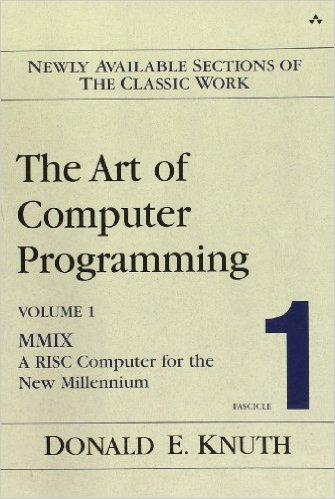 NEWLY AVAILABLE SECTIONS OF
THE CLASSIC WORK
The Art of
Computer
Programming
VOLUME 1
MMIX
A RISC Computer for the
New Millennium
FASCICLE 1
DONALD E. KNUTH